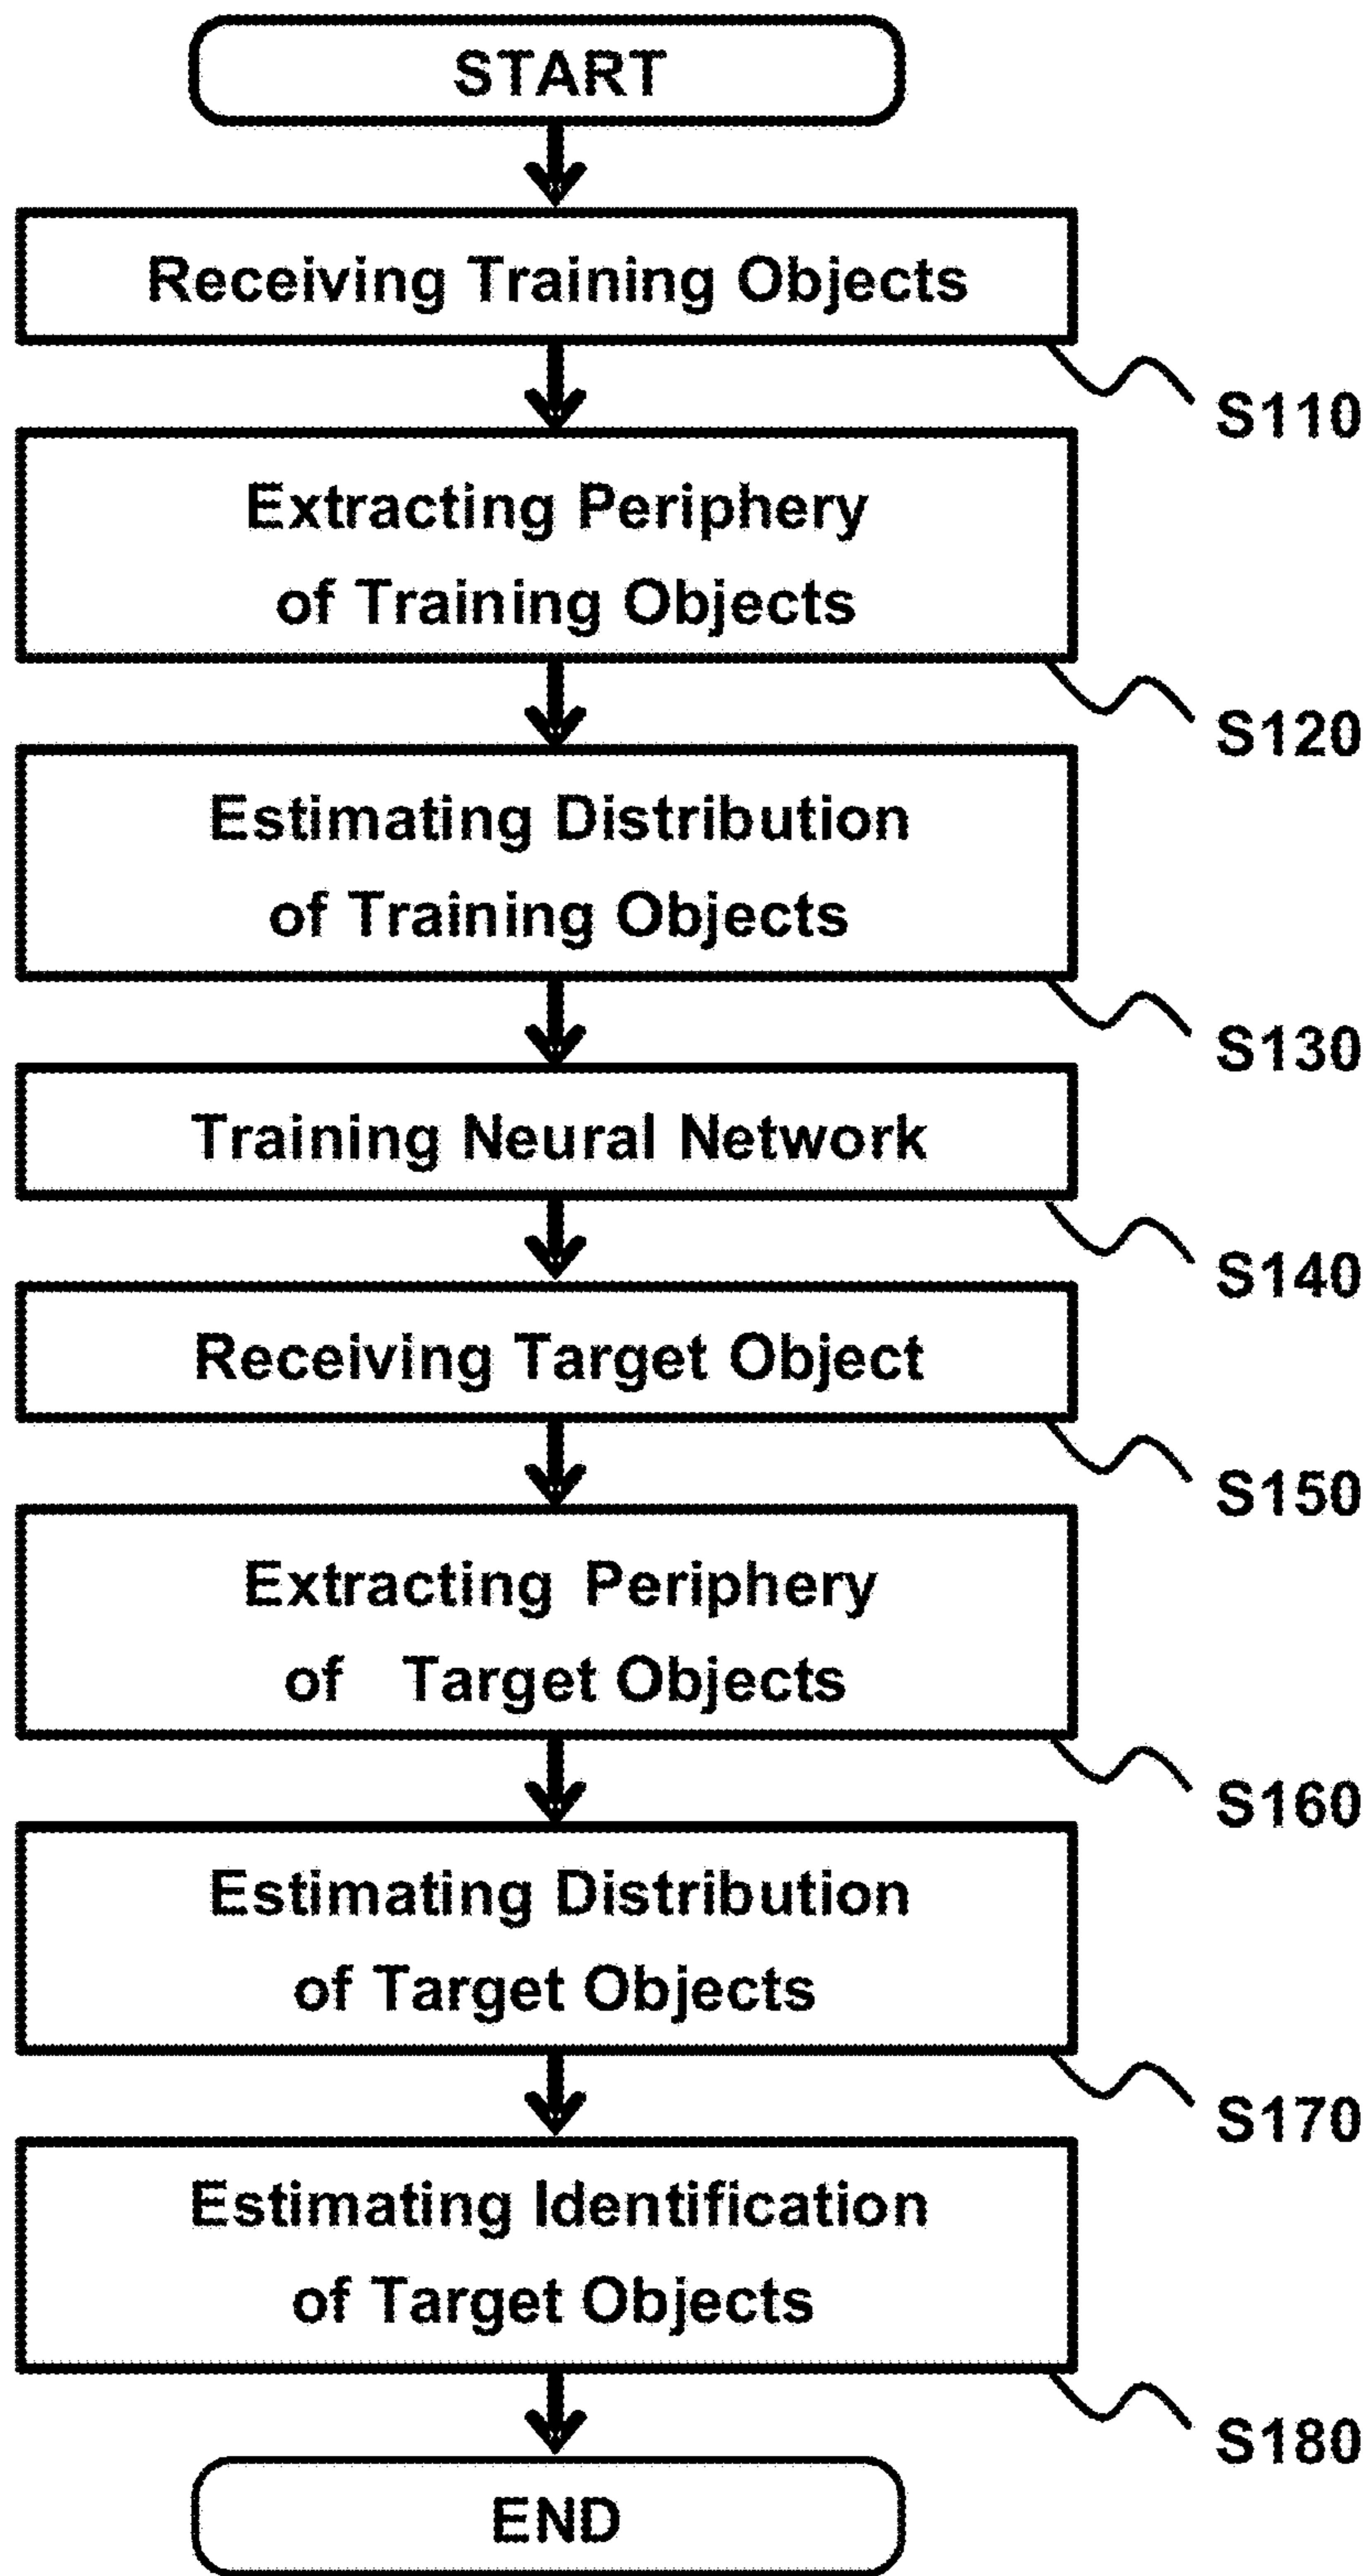 START
Receiving Training Objects
S110
Extracting Periphery
of Training Objects
S120
Estimating Distribution
of Training Objects
S130
Training Neural Network
S140
Receiving Target Object
S150
Extracting Periphery
of Target Objects
S160
Estimating Distribution
of Target Objects
S170
Estimating Identification
of Target Objects
S180
END